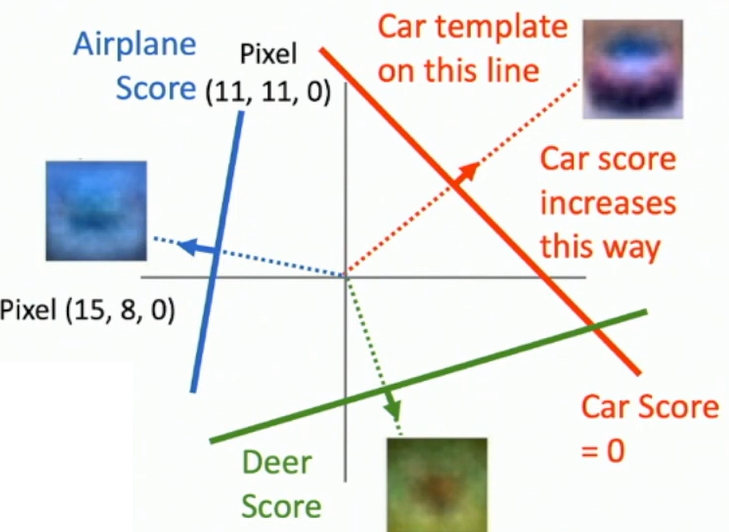 Airplane
Score
Pixel
(11, 11, 0)
Car template
on this line
Car score
increases
this way
Pixel (15, 8, 0)
Car Score
= 0
Deer
Score